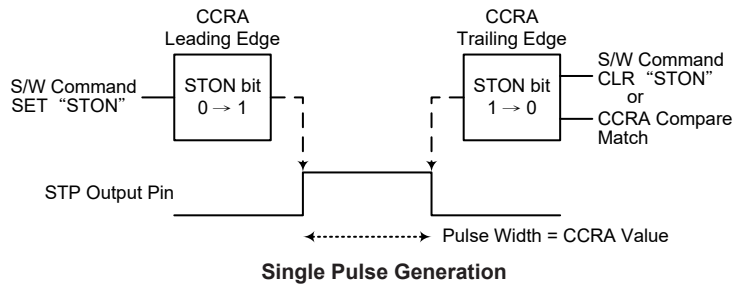 CCRA
Leading Edge
CCRA
Trailing Edge
S/W Command
SET “STON”
STON bit
0 → 1
STON bit
1 → 0
S/W Command
CLR “STON”
or
CCRA Compare
Match
STP Output Pin
Pulse Width = CCRA Value
Single Pulse Generation